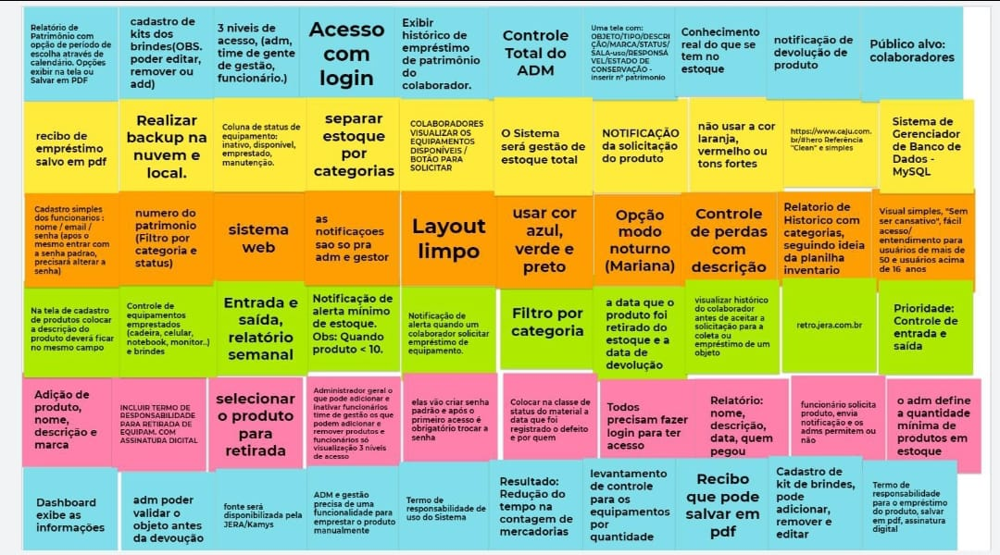 Relatório de
Patrimônio com
opção de período de
escolha através de
calendário. Opções
exibir na tela ou
Salvar em PDF
cadastro de
kits dos
brindes(OBS.
poder editar,
remover ou
add)
3 níveis de
acesso, (adm,
time de gente
de gestão,
funcionário.)
Acesso
com
login
Exibir
histórico de
empréstimo
de patrimônio
do
colaborador.
Controle
Total do
ADM
Uma tela com:
OBJETO/TIPO/DESCRI
ÇÃO/MARCA/STATUS/
SALA-uso/RESPONSA
VEL/ESTADO DE
CONSERVAÇÃO -
inserir nº patrimonio
Conhecimento
real do que se
tem no
estoque
notificação de
devolução de
produto
Público alvo:
colaboradores
recibo de
empréstimo
salvo em pdf
Realizar
backup na
nuvem e
local.
Coluna de status de
equipamento:
inativo, disponível,
emprestado,
manutenção.
separar
estoque
por
categorias
COLABORADORES
VISUALIZAR OS
EQUIPAMENTOS
DISPONÍVEIS /
BOTÃO PARA
SOLICITAR
O Sistema
será gestão de
estoque total
NOTIFICAÇÃO
da solicitação
do produto
não usar a cor
laranja,
vermelho ou
tons fortes
https://www.caju.com.
br/#hero Referência
"Clean" e simples
Sistema de
Gerenciador
de Banco de
Dados -
MySQL
Cadastro simples
dos funcionarios :
nome / email /
senha (apos o
mesmo entrar com
a senha padrao,
precisará alterar a
senha)
numero do
patrimonio
(Filtro por
categoria e
status)
sistema
web
as
notificaçoes
sao so pra
adm e gestor
Layout
limpo
usar cor
azul,
verde e
preto
Opção
modo
noturno
(Mariana)
Controle
de perdas
com
descrição
Relatorio de
Historico com
categorias,
seguindo ideia
da planilha
inventario
Visual simples, "Sem
ser cansativo", fácil
acesso/
entendimento para
usuários de mais de
50 e usuários acima
de 16 anos
Na tela de cadastro
de produtos colocar
a descrição do
produto deverá ficar
no mesmo campo
Controle de
equipamentos
emprestados
(cadeira, celular,
notebook, monitor..)
e brindes
Entrada e
saída,
relatório
semanal
Notificação de
alerta mínimo
de estoque.
Obs: Quando
produto < 10.
Notificação de
alerta quando um
colaborador solicitar
empréstimo de
equipamento.
Filtro por
categoria
a data que o
produto foi
retirado do
estoque e a
data de
devolução
visualizar histórico
do colaborador
antes de aceitar a
solicitação para a
coleta ou
empréstimo de um
objeto
retro.jera.com.br
Prioridade:
Controle de
entrada e
saída
Adição de
produto,
nome,
descrição e
marca
INCLUIR TERMO DE
RESPONSABILIDADE
PARA RETIRADA DE
EQUIPAM. COM
ASSINATURA DIGITAL
selecionar
o produto
para
retirada
Administrador geral o
que pode adicionar e
inativar funcionários
time de gestão os que
podem adicionar e
remover produtos e
funcionários só
visualização 3 níveis
de acesso
elas vão criar senha
padrão e após o
primeiro acesso é
obrigatório trocar a
senha
Colocar na classe de
status do material a
data que foi
registrado o defeito
e por quem
Todos
precisam fazer
login para ter
acesso
Relatório:
nome,
descrição,
data, quem
pegou
funcionário solicita
produto, envia
notificação e os
adms permitem ou
não
o adm define
a quantidade
mínima de
produtos em
estoque
Dashboard
exibe as
informações
adm poder
validar o
objeto antes
da devoução
fonte será
disponibilizada pela
JERA/Kamys
ADM e gestão
precisa de uma
funcionalidade para
emprestar o produto
manualmente
Termo de
responsabilidade de
uso do Sistema
Resultado:
Redução do
tempo na
contagem de
mercadorias
levantamento
de controle
para os
equipamentos
por
quantidade
Recibo
que pode
salvar em
pdf
Cadastro de
kit de brindes,
pode
adicionar,
remover e
editar
Termo de
responsabilidade
para o empréstimo
do produto, salvar
em pdf, assinatura
digital